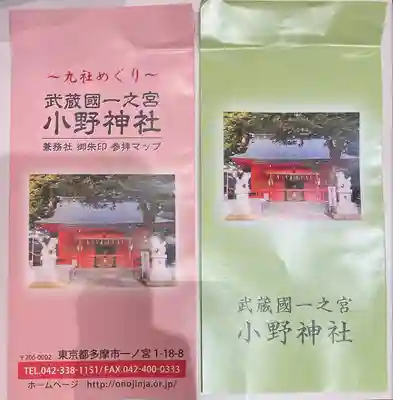 ～九社めぐり～
武蔵國一之宮
小野神社
兼務社 御朱印 参拝マップ
〒206-0002 東京都多摩市一ノ宮 1-18-8
TEL.042-338-1151/FAX.042-400-0333
ホームページ http://onojinja.or.jp/
武蔵國一之宮
小野神社